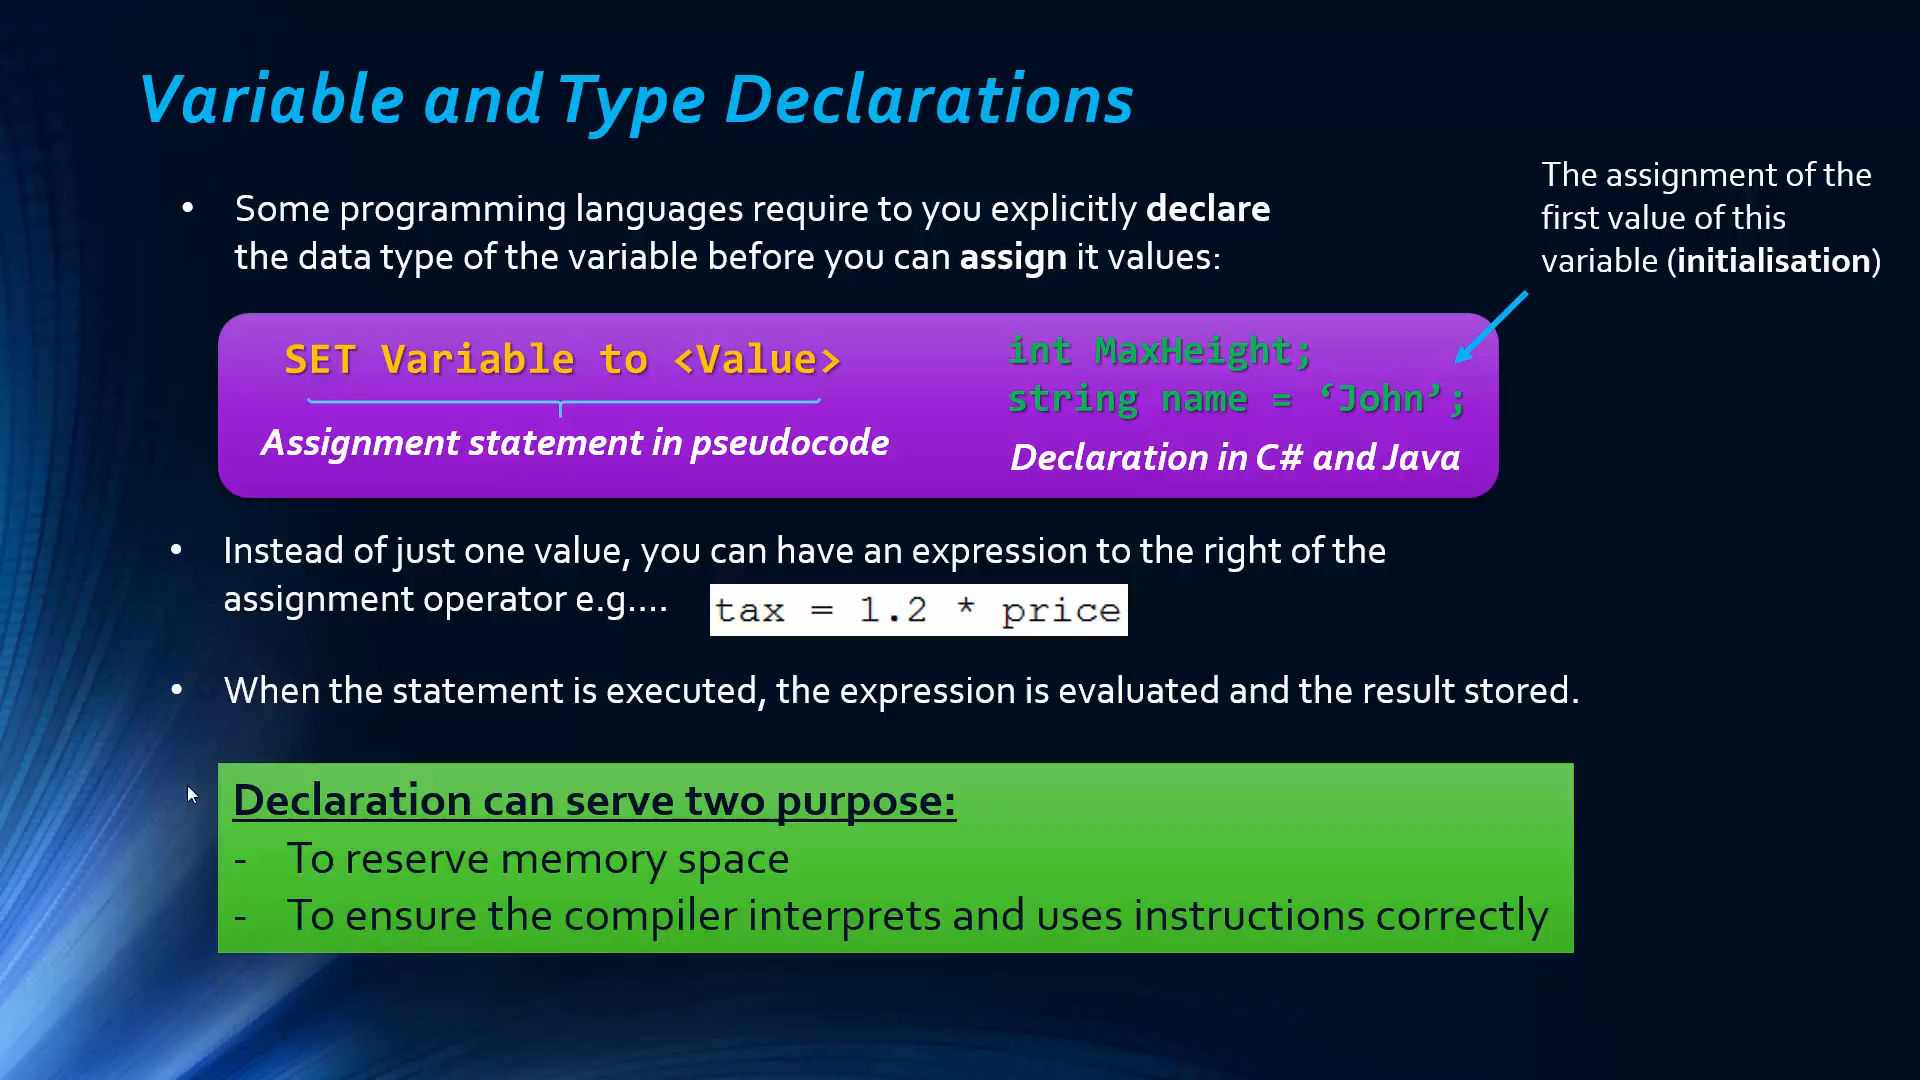 Variable and Type Declarations
The assignment of the
first value of this
variable (initialisation)
• Some programming languages require to you explicitly declare
the data type of the variable before you can assign it values:
SET Variable to <Value>
Assignment statement in pseudocode
int MaxHeight;
string name = ‘John’;
Declaration in C# and Java
• Instead of just one value, you can have an expression to the right of the
assignment operator e.g....
tax = 1.2 * price
• When the statement is executed, the expression is evaluated and the result stored.
Declaration can serve two purpose:
- To reserve memory space
- To ensure the compiler interprets and uses instructions correctly